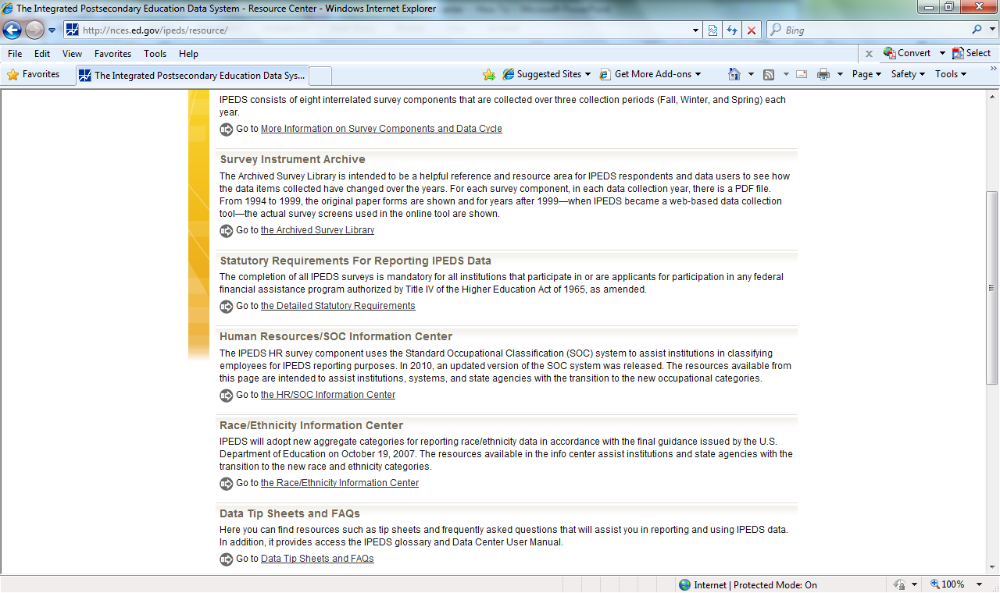 The Integrated Postsecondary Education Data System - Resource Center - Windows Internet Explorer
http://nces.ed.gov/ipeds/resource/
Bing
File Edit View Favorites Tools Help
Convert Select
Favorites The Integrated Postsecondary Education Data Sys... Suggested Sites Get More Add-ons Page Safety Tools
IPEDS consists of eight interrelated survey components that are collected over three collection periods (Fall, Winter, and Spring) each
year.
Go to More Information on Survey Components and Data Cycle
Survey Instrument Archive
The Archived Survey Library is intended to be a helpful reference and resource area for IPEDS respondents and data users to see how
the data items collected have changed over the years. For each survey component, in each data collection year, there is a PDF file.
From 1994 to 1999, the original paper forms are shown and for years after 1999—when IPEDS became a web-based data collection
tool—the actual survey screens used in the online tool are shown.
Go to the Archived Survey Library
Statutory Requirements For Reporting IPEDS Data
The completion of all IPEDS surveys is mandatory for all institutions that participate in or are applicants for participation in any federal
financial assistance program authorized by Title IV of the Higher Education Act of 1965, as amended.
Go to the Detailed Statutory Requirements
Human Resources/SOC Information Center
The IPEDS HR survey component uses the Standard Occupational Classification (SOC) system to assist institutions in classifying
employees for IPEDS reporting purposes. In 2010, an updated version of the SOC system was released. The resources available from
this page are intended to assist institutions, systems, and state agencies with the transition to the new occupational categories.
Go to the HR/SOC Information Center
Race/Ethnicity Information Center
IPEDS will adopt new aggregate categories for reporting race/ethnicity data in accordance with the final guidance issued by the U.S.
Department of Education on October 19, 2007. The resources available in the info center assist institutions and state agencies with the
transition to the new race and ethnicity categories.
Go to the Race/Ethnicity Information Center
Data Tip Sheets and FAQs
Here you can find resources such as tip sheets and frequently asked questions that will assist you in reporting and using IPEDS data.
In addition, it provides access the IPEDS glossary and Data Center User Manual.
Go to Data Tip Sheets and FAQs
Internet | Protected Mode: On 100%